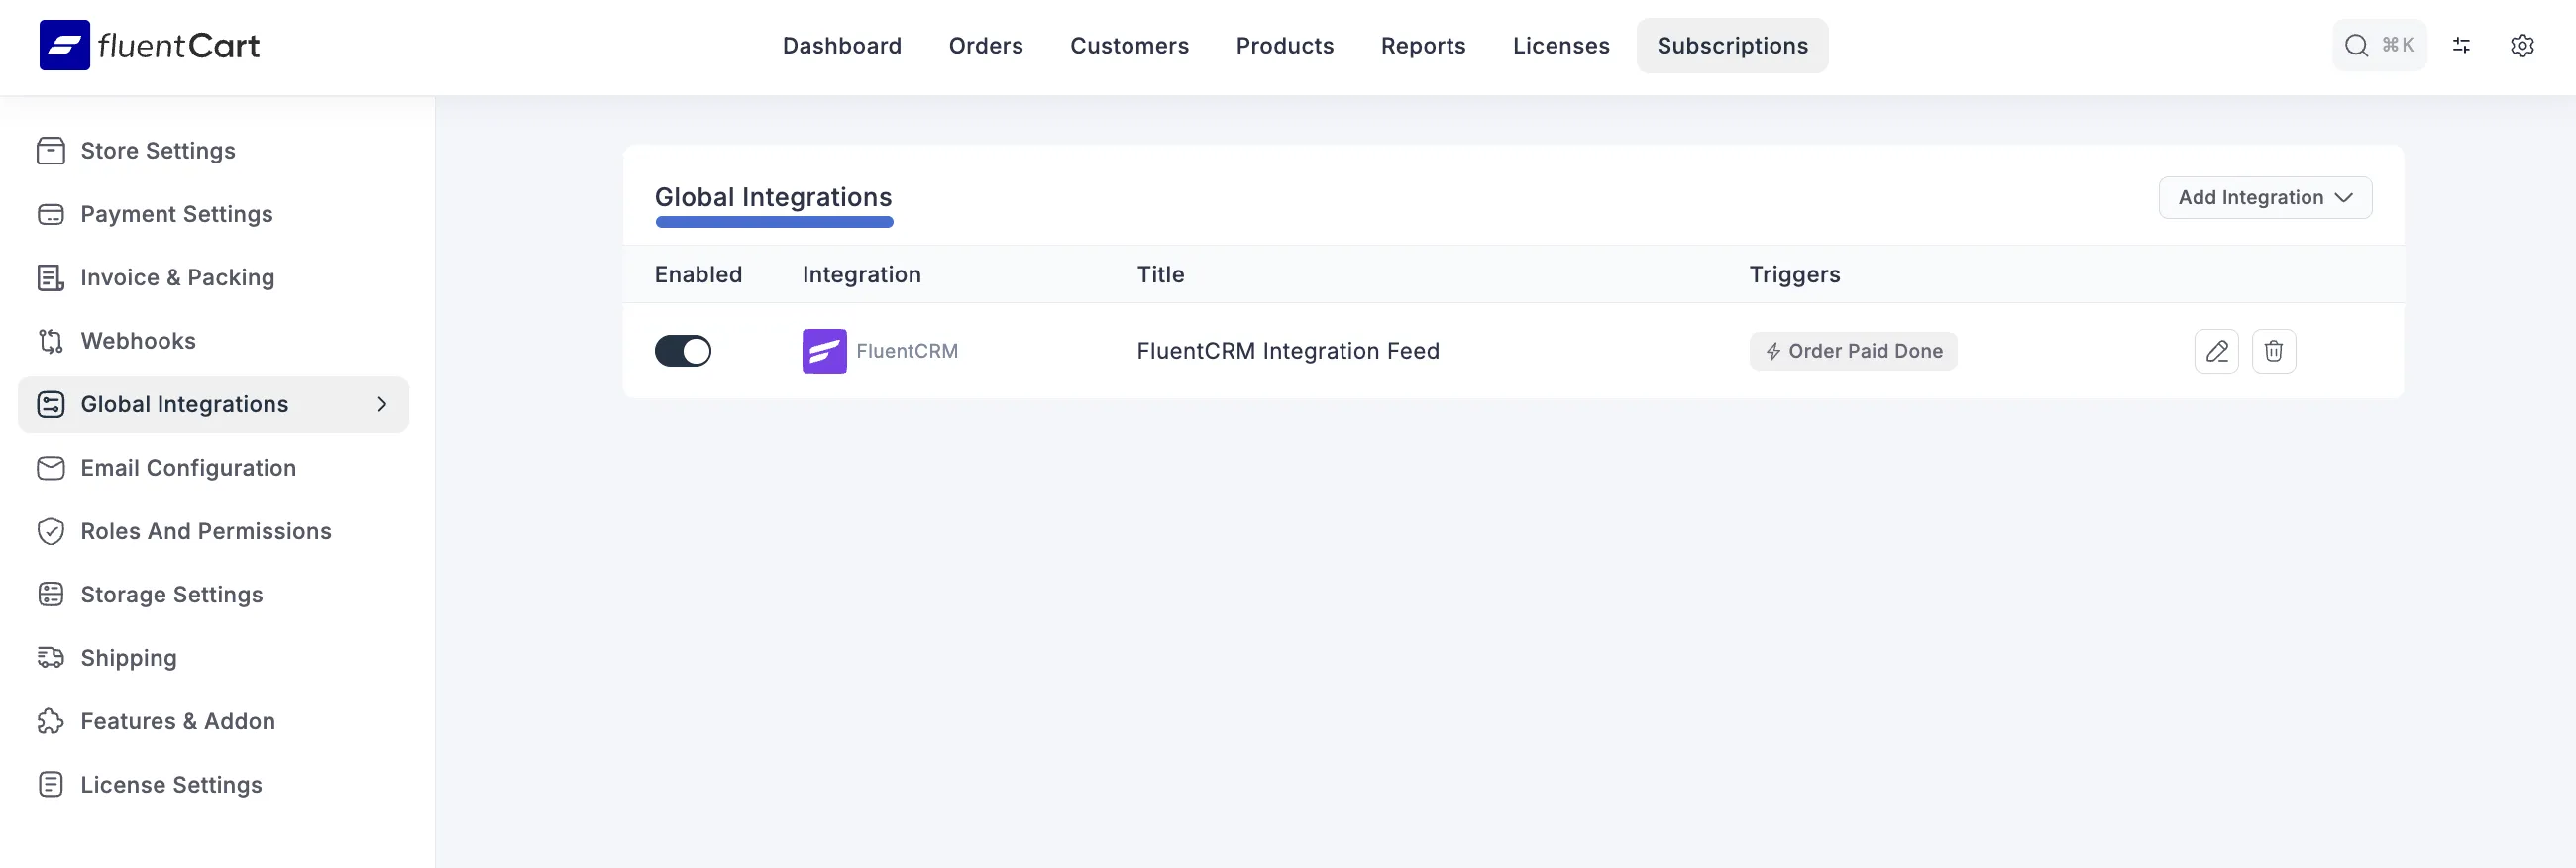 fluentCart
Dashboard Orders Customers Products Reports Licenses Subscriptions
⌘K
Store Settings
Payment Settings
Invoice & Packing
Webhooks
Global Integrations
Email Configuration
Roles And Permissions
Storage Settings
Shipping
Features & Addon
License Settings
Global Integrations
Add Integration
Enabled Integration Title Triggers
FluentCRM FluentCRM Integration Feed Order Paid Done